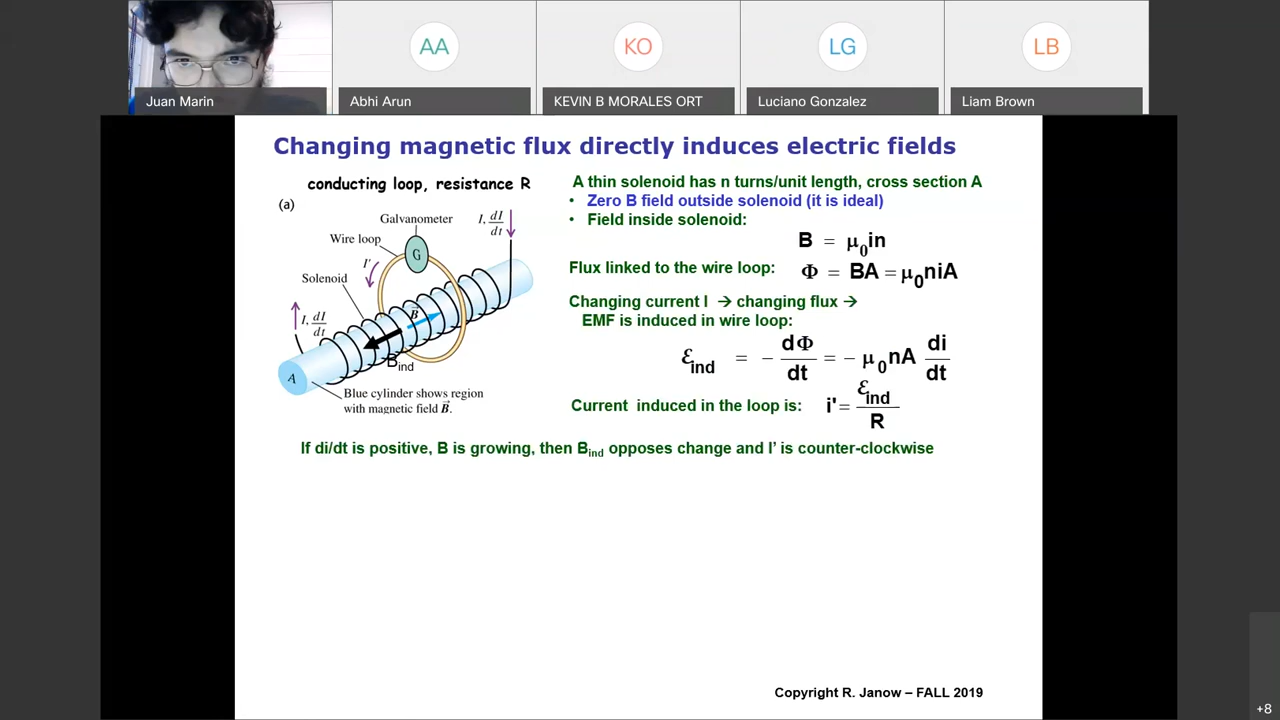 AA
KO
LG
LB
Juan Marin
Abhi Arun
KEVIN B MORALES ORT
Luciano Gonzalez
Liam Brown
Changing magnetic flux directly induces electric fields
conducting loop, resistance R
(a)
Galvanometer
I, dI/dt
Wire loop
G
I'
Solenoid
B⃗
I, dI/dt
Bind
A
Blue cylinder shows region
with magnetic field B⃗.
A thin solenoid has n turns/unit length, cross section A
• Zero B field outside solenoid (it is ideal)
• Field inside solenoid:
B = μ0in
Flux linked to the wire loop: Φ = BA = μ0niA
Changing current I → changing flux →
EMF is induced in wire loop:
ℰind = − dΦ/dt = − μ0nA di/dt
Current induced in the loop is: i' = ℰind/R
If di/dt is positive, B is growing, then Bind opposes change and I' is counter-clockwise
Copyright R. Janow – FALL 2019
+8